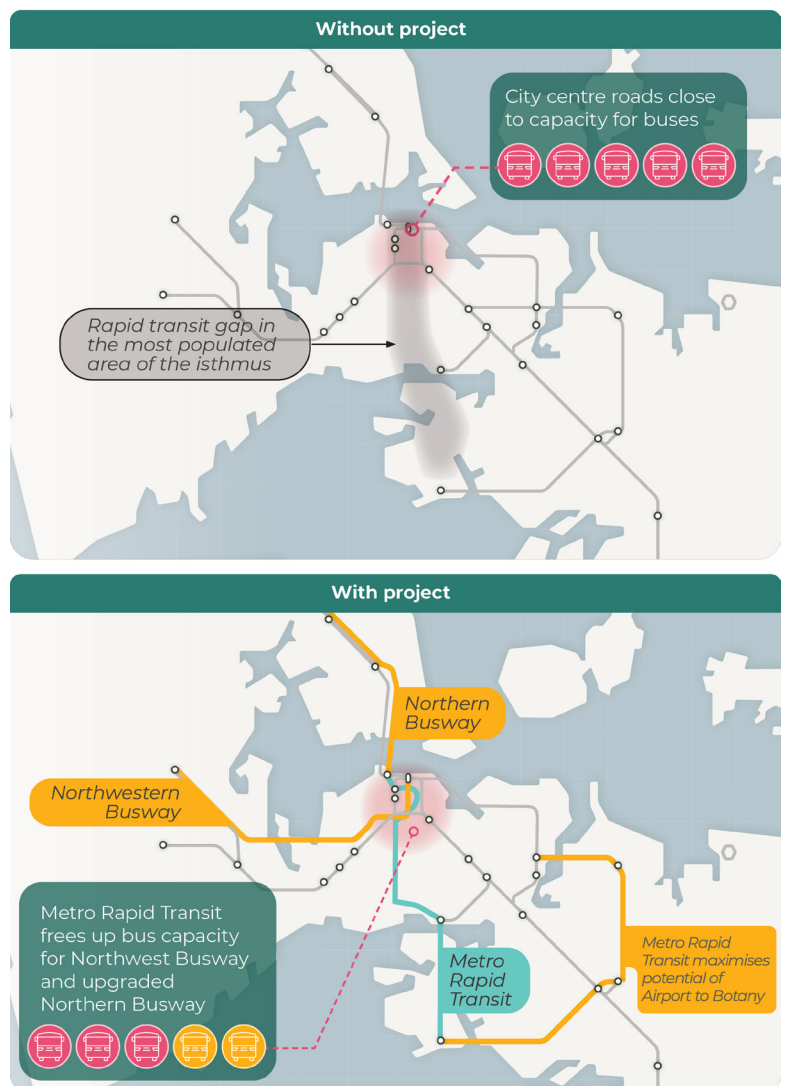 Without project
City centre roads close
to capacity for buses
Rapid transit gap in
the most populated
area of the isthmus
With project
Northern
Busway
Northwestern
Busway
Metro Rapid Transit
frees up bus capacity
for Northwest Busway
and upgraded
Northern Busway
Metro
Rapid
Transit
Metro Rapid
Transit maximises
potential of
Airport to Botany